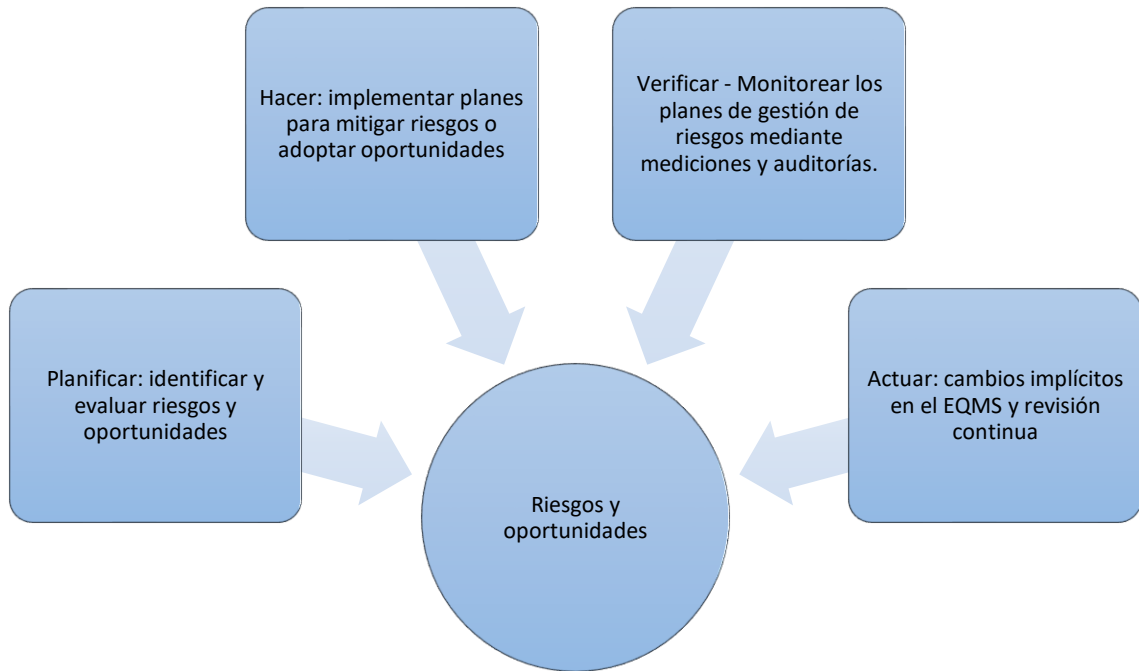 Hacer: implementar planes
para mitigar riesgos o
adoptar oportunidades
Verificar - Monitorear los
planes de gestión de
riesgos mediante
mediciones y auditorías.
Planificar: identificar y
evaluar riesgos y
oportunidades
Actuar: cambios implícitos
en el EQMS y revisión
continua
Riesgos y
oportunidades